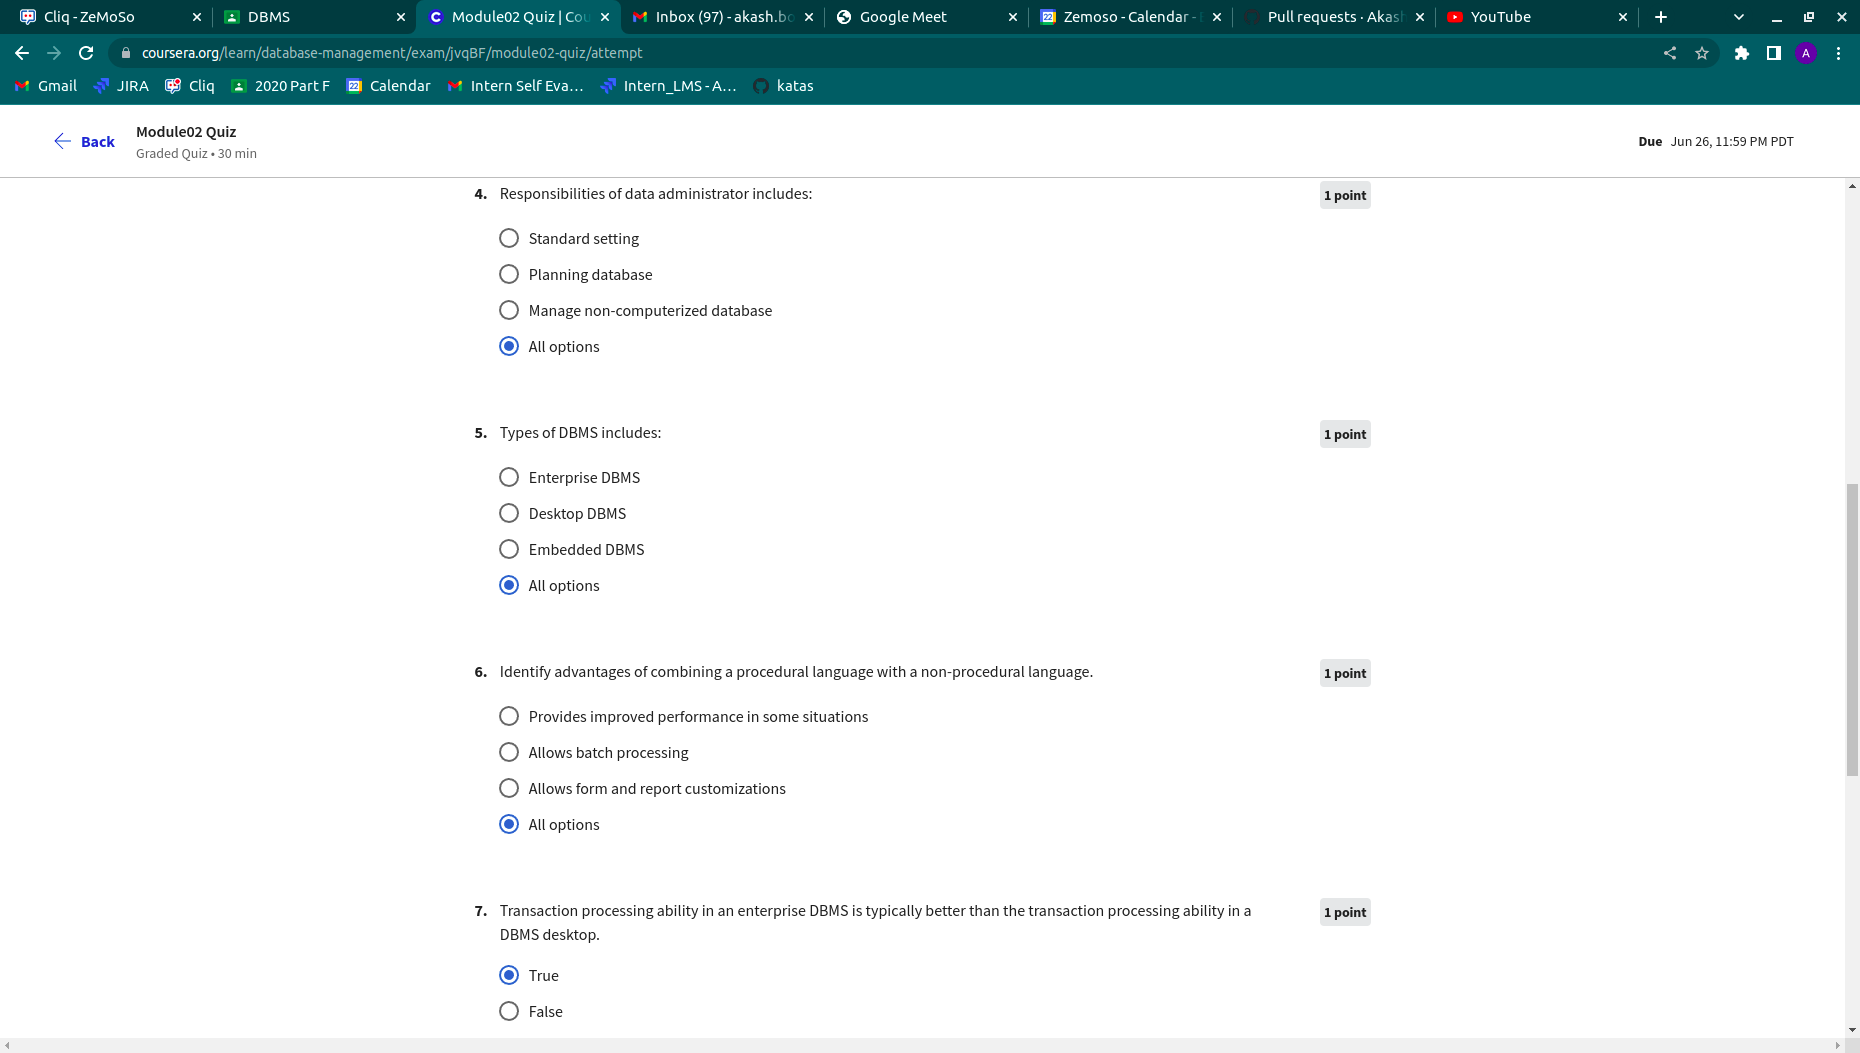 Cliq - ZeMoSo
DBMS
Module02 Quiz | Cou
Inbox (97) - akash.bo
Google Meet
Zemoso - Calendar -
Pull requests · Akash
YouTube
coursera.org/learn/database-management/exam/jvqBF/module02-quiz/attempt
A
Gmail
JIRA
Cliq
2020 Part F
Calendar
Intern Self Eva...
Intern_LMS - A...
katas
Back
Module02 Quiz
Graded Quiz • 30 min
Due Jun 26, 11:59 PM PDT
4. Responsibilities of data administrator includes:
1 point
Standard setting
Planning database
Manage non-computerized database
All options
5. Types of DBMS includes:
1 point
Enterprise DBMS
Desktop DBMS
Embedded DBMS
All options
6. Identify advantages of combining a procedural language with a non-procedural language.
1 point
Provides improved performance in some situations
Allows batch processing
Allows form and report customizations
All options
7. Transaction processing ability in an enterprise DBMS is typically better than the transaction processing ability in a
DBMS desktop.
1 point
True
False